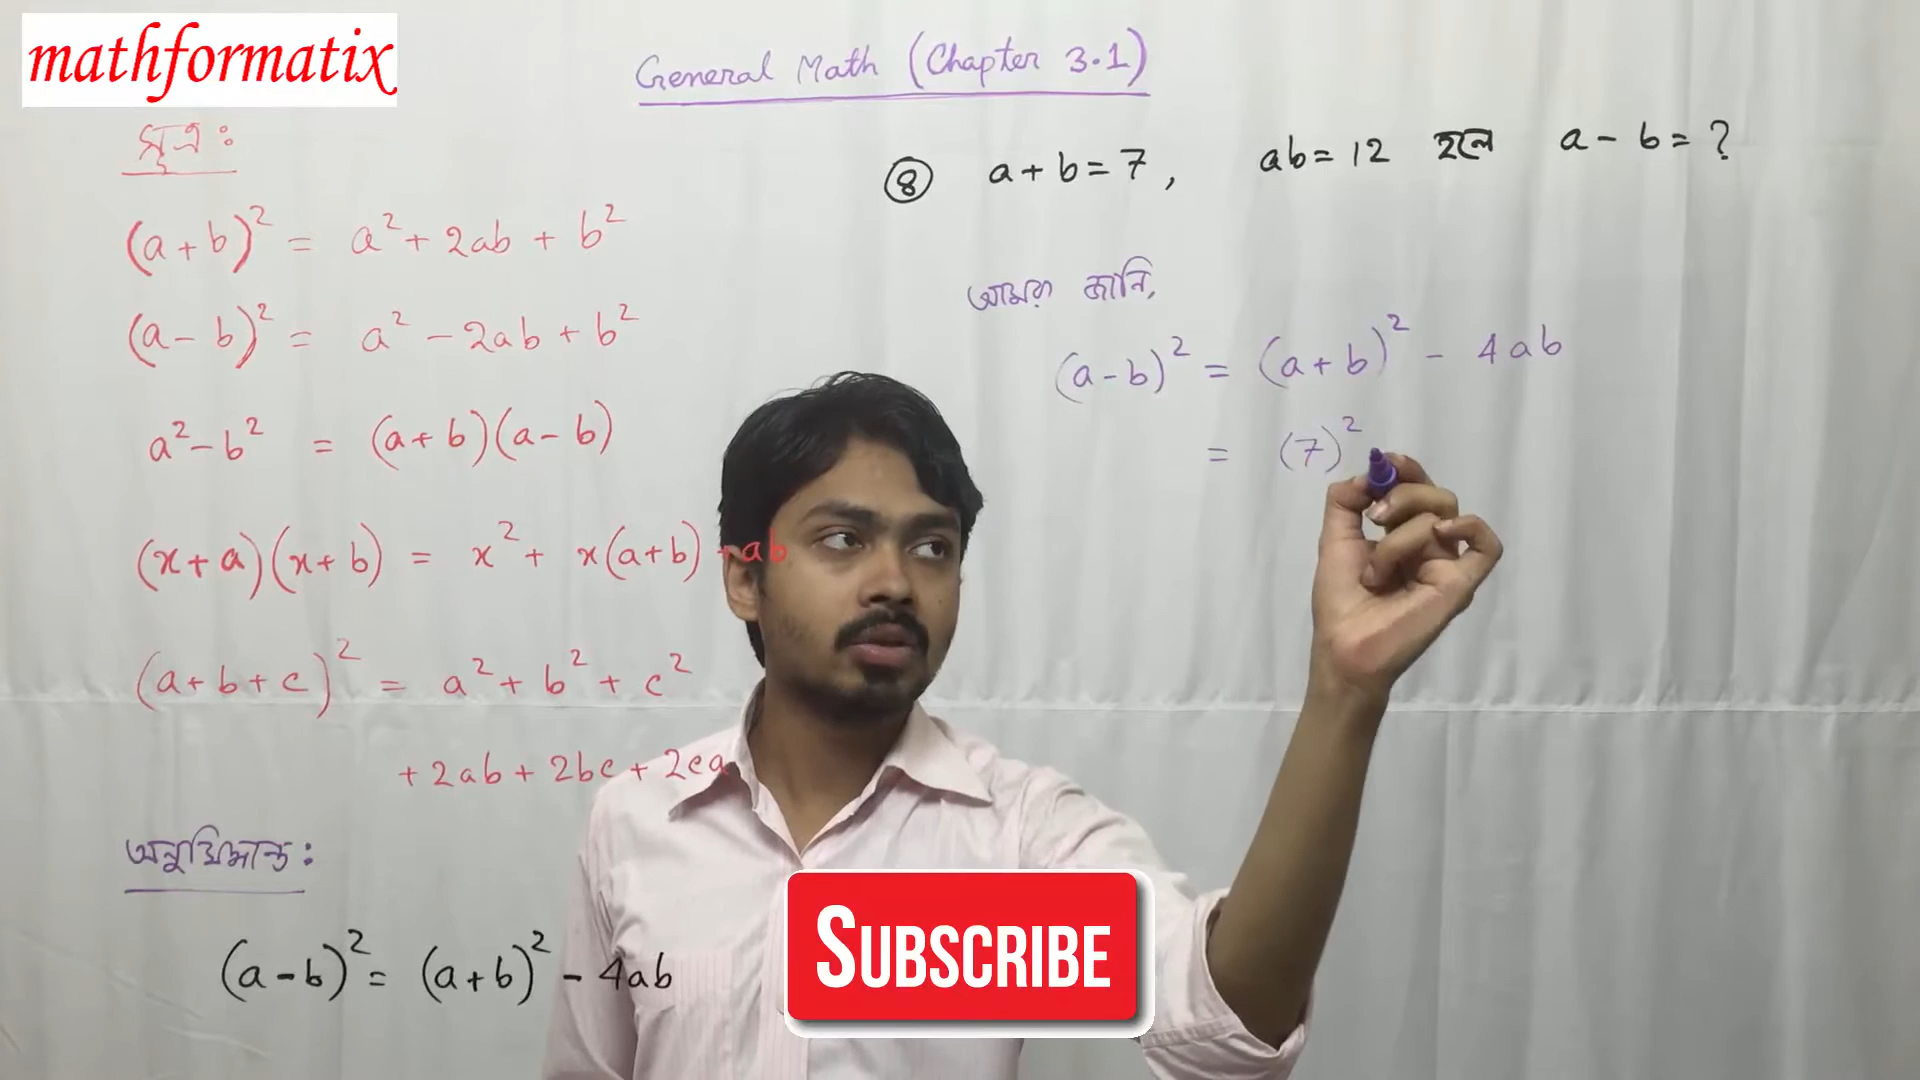 mathformatix
General Math (Chapter 3.1)
সূত্র:
(a+b)² = a² + 2ab + b²
(a-b)² = a² - 2ab + b²
a² - b² = (a+b)(a-b)
(x+a)(x+b) = x² + x(a+b) + ab
(a+b+c)² = a² + b² + c²
+ 2ab + 2bc + 2ca
অনুসিদ্ধান্ত:
(a-b)² = (a+b)² - 4ab
⑧ a+b=7, ab=12 হলে a-b=?
আমরা জানি,
(a-b)² = (a+b)² - 4ab
= (7)²
SUBSCRIBE